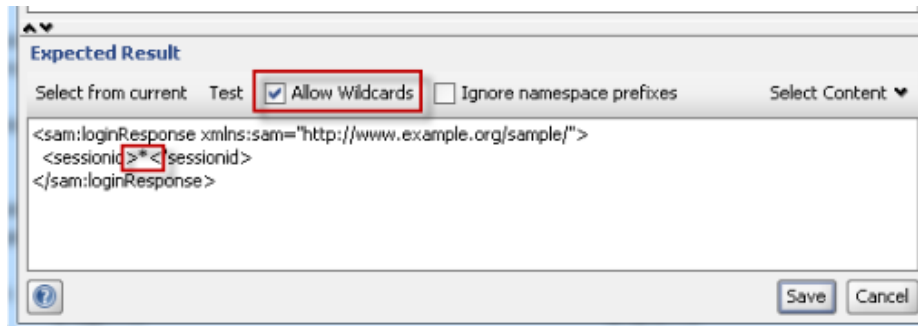 Expected Result
Select from current Test Allow Wildcards Ignore namespace prefixes Select Content
<sam:loginResponse xmlns:sam="http://www.example.org/sample/">
<sessionid>*</sessionid>
</sam:loginResponse>
Save Cancel